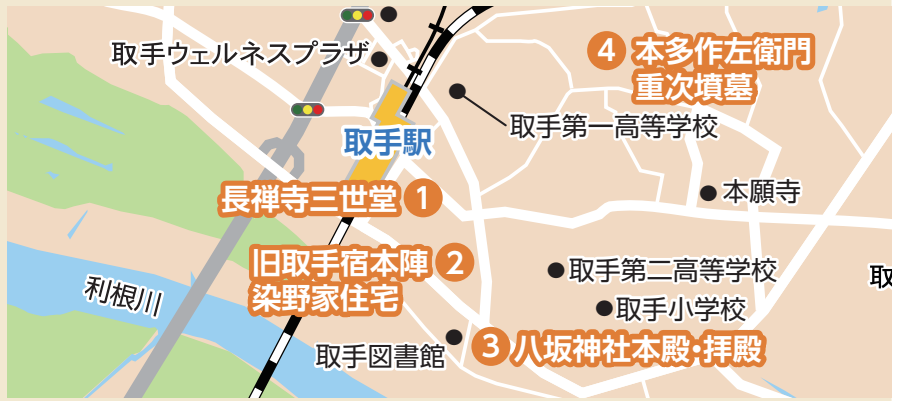 取手ウェルネスプラザ
4 本多作左衛門
重次墳墓
取手第一高等学校
取手駅
長禅寺三世堂 1
本願寺
旧取手宿本陣 2
染野家住宅
取手第二高等学校
取
利根川
取手小学校
取手図書館
3 八坂神社本殿・拝殿